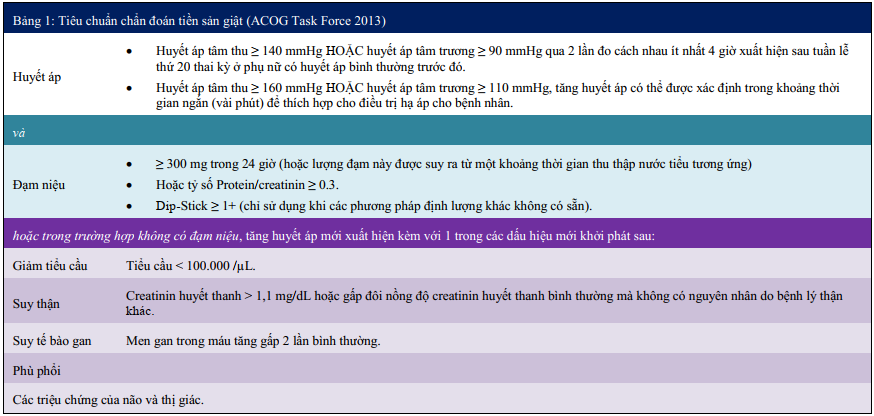 Bảng 1: Tiêu chuẩn chẩn đoán tiền sản giật (ACOG Task Force 2013)
Huyết áp
• Huyết áp tâm thu ≥ 140 mmHg HOẶC huyết áp tâm trương ≥ 90 mmHg qua 2 lần đo cách nhau ít nhất 4 giờ xuất hiện sau tuần lễ
thứ 20 thai kỳ ở phụ nữ có huyết áp bình thường trước đó.
• Huyết áp tâm thu ≥ 160 mmHg HOẶC huyết áp tâm trương ≥ 110 mmHg, tăng huyết áp có thể được xác định trong khoảng thời
gian ngắn (vài phút) để thích hợp cho điều trị hạ áp cho bệnh nhân.
và
Đạm niệu
• ≥ 300 mg trong 24 giờ (hoặc lượng đạm này được suy ra từ một khoảng thời gian thu thập nước tiểu tương ứng)
• Hoặc tỷ số Protein/creatinin ≥ 0.3.
• Dip-Stick ≥ 1+ (chỉ sử dụng khi các phương pháp định lượng khác không có sẵn).
hoặc trong trường hợp không có đạm niệu, tăng huyết áp mới xuất hiện kèm với 1 trong các dấu hiệu mới khởi phát sau:
Giảm tiểu cầu Tiểu cầu < 100.000 /µL.
Suy thận
Creatinin huyết thanh > 1,1 mg/dL hoặc gấp đôi nồng độ creatinin huyết thanh bình thường mà không có nguyên nhân do bệnh lý thận
khác.
Suy tế bào gan Men gan trong máu tăng gấp 2 lần bình thường.
Phù phổi
Các triệu chứng của não và thị giác.